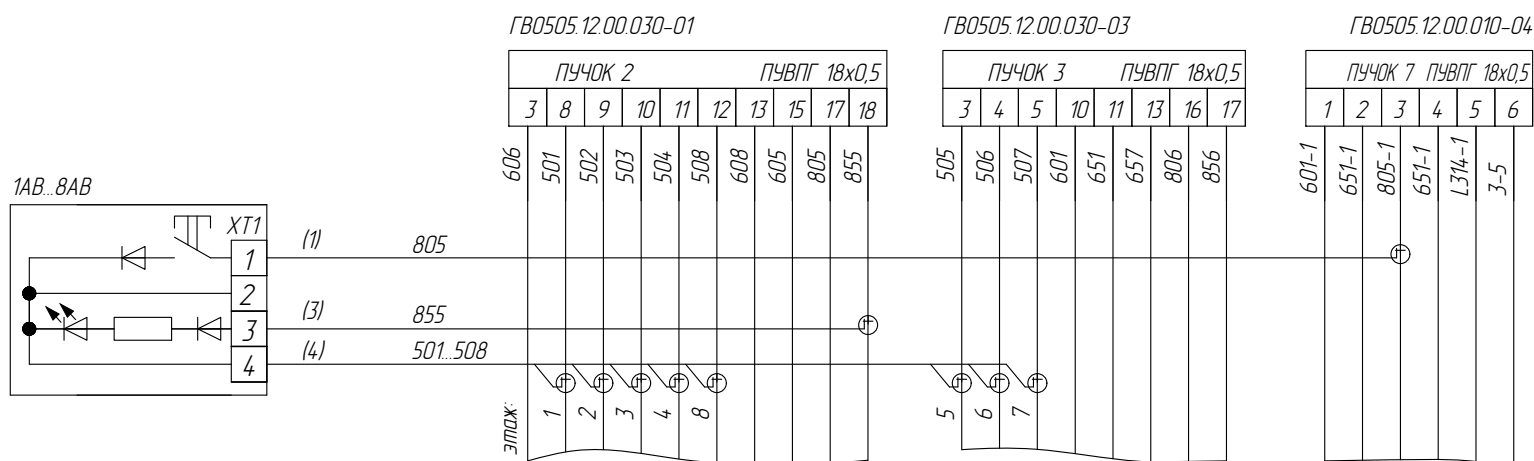 ГВ0505.12.00.030-01
ГВ0505.12.00.030-03
ГВ0505.12.00.010-04
ПУЧОК 2 ПУВПГ 18х0,5
ПУЧОК 3 ПУВПГ 18х0,5
ПУЧОК 7 ПУВПГ 18х0,5
3 8 9 10 11 12 13 15 17 18
3 4 5 10 11 13 16 17
1 2 3 4 5 6
606 501 502 503 504 508 608 605 805 855
505 506 507 601 651 657 806 856
601-1 651-1 805-1 651-1 L314-1 3-5
1АВ...8АВ
XT1
1
2
3
4
(1) 805
(3) 855
(4) 501...508
этаж: 1 2 3 4 8
5 6 7